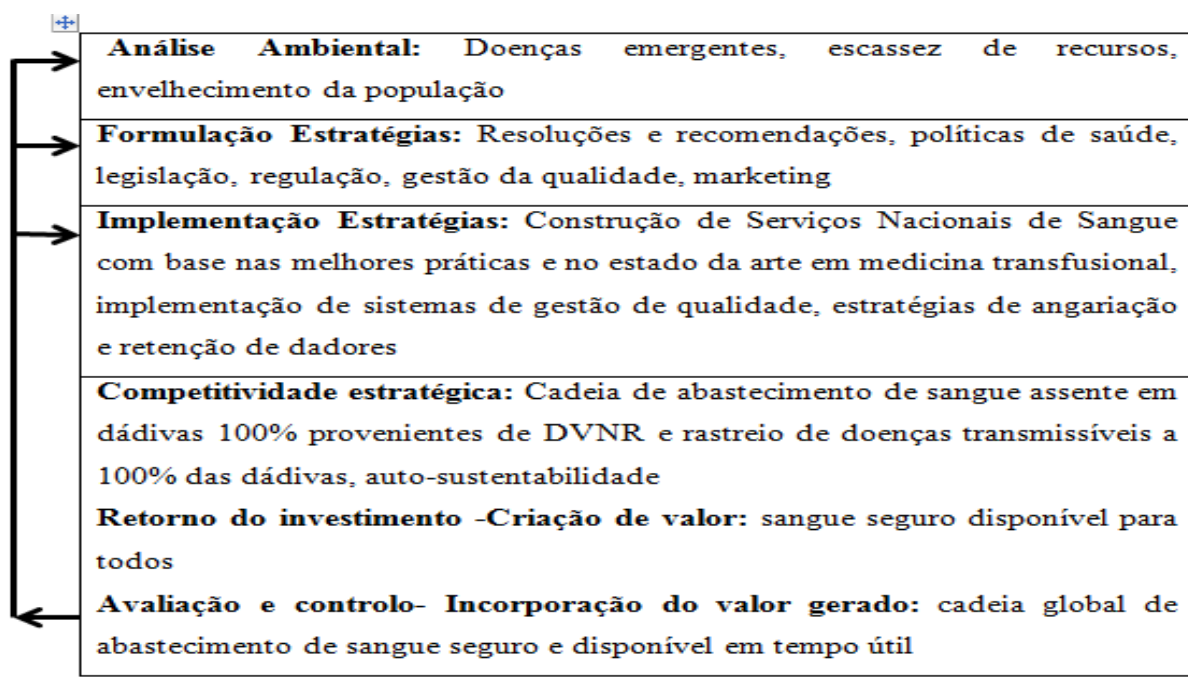 Análise Ambiental: Doenças emergentes, escassez de recursos,
envelhecimento da população
Formulação Estratégias: Resoluções e recomendações, políticas de saúde,
legislação, regulação, gestão da qualidade, marketing
Implementação Estratégias: Construção de Serviços Nacionais de Sangue
com base nas melhores práticas e no estado da arte em medicina transfusional,
implementação de sistemas de gestão de qualidade, estratégias de angariação
e retenção de dadores
Competitividade estratégica: Cadeia de abastecimento de sangue assente em
dádivas 100% provenientes de DVNR e rastreio de doenças transmissíveis a
100% das dádivas, auto-sustentabilidade
Retorno do investimento -Criação de valor: sangue seguro disponível para
todos
Avaliação e controlo- Incorporação do valor gerado: cadeia global de
abastecimento de sangue seguro e disponível em tempo útil